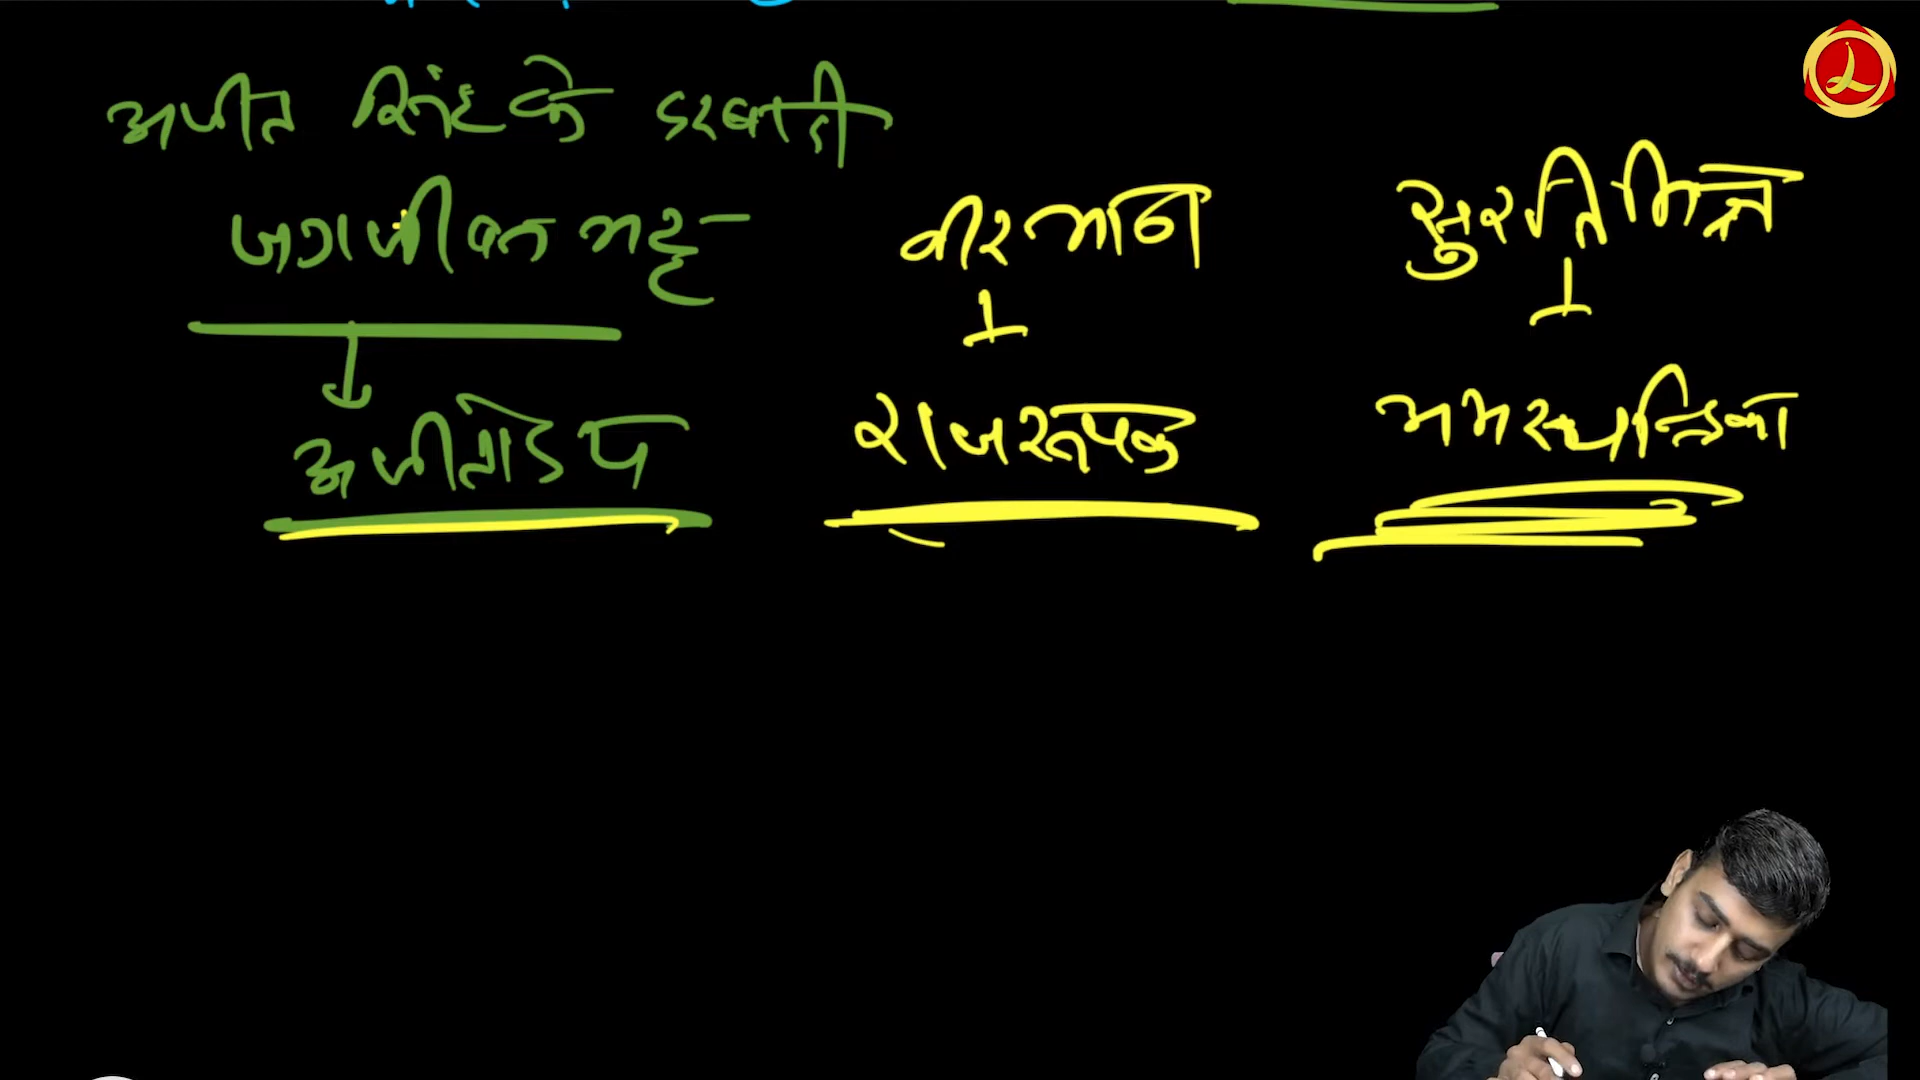 अजीत सिंह के दरबारी
जगजीवन भट्ट
वीरभाण
सुरति मिश्र
अजीतोदय
राजरूपक
अमरचन्द्रिका